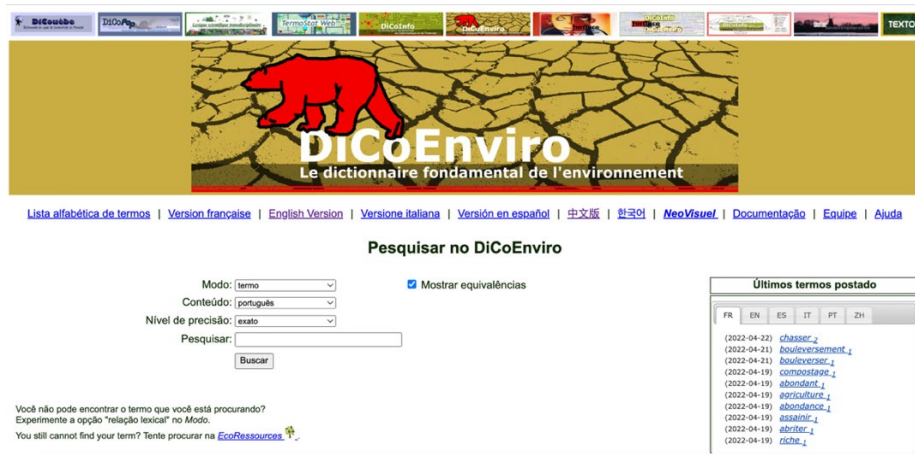 DiCouèbe
DiCoPop
TermoStat Web
DiCoInfo
DiCoEnviro
DiCoInfo
DiCoEnviro
Le dictionnaire fondamental de l'environnement
Lista alfabética de termos | Version française | English Version | Versione italiana | Versión en español | 中文版 | 한국어 | NeoVisuel | Documentação | Equipe | Ajuda
Pesquisar no DiCoEnviro
Modo: termo
Mostrar equivalências
Conteúdo: português
Nível de precisão: exato
Pesquisar:
Buscar
Últimos termos postado
FR EN ES IT PT ZH
(2022-04-22) chasser 2
(2022-04-21) bouleversement 1
(2022-04-21) bouleverser 1
(2022-04-19) compostage 1
(2022-04-19) abondant 1
(2022-04-19) agriculture 1
(2022-04-19) abondance 1
(2022-04-19) assainir 1
(2022-04-19) abriter 1
(2022-04-19) riche 1
Você não pode encontrar o termo que você está procurando?
Experimente a opção "relação lexical" no Modo.
You still cannot find your term? Tente procurar na EcoRessources .